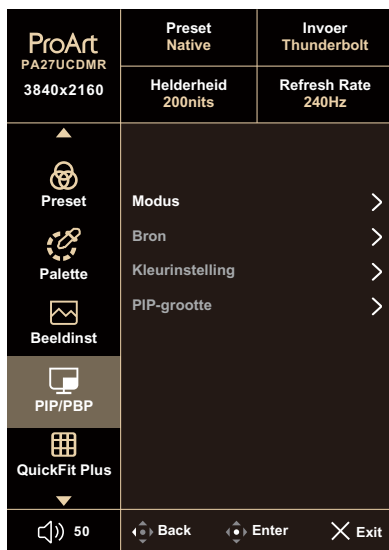 ProArt
PA27UCDMR
3840x2160
Preset
Native
Invoer
Thunderbolt
Helderheid
200nits
Refresh Rate
240Hz
Preset
Palette
Beeldinst
PIP/PBP
QuickFit Plus
Modus
Bron
Kleurinstelling
PIP-grootte
50
Back
Enter
Exit